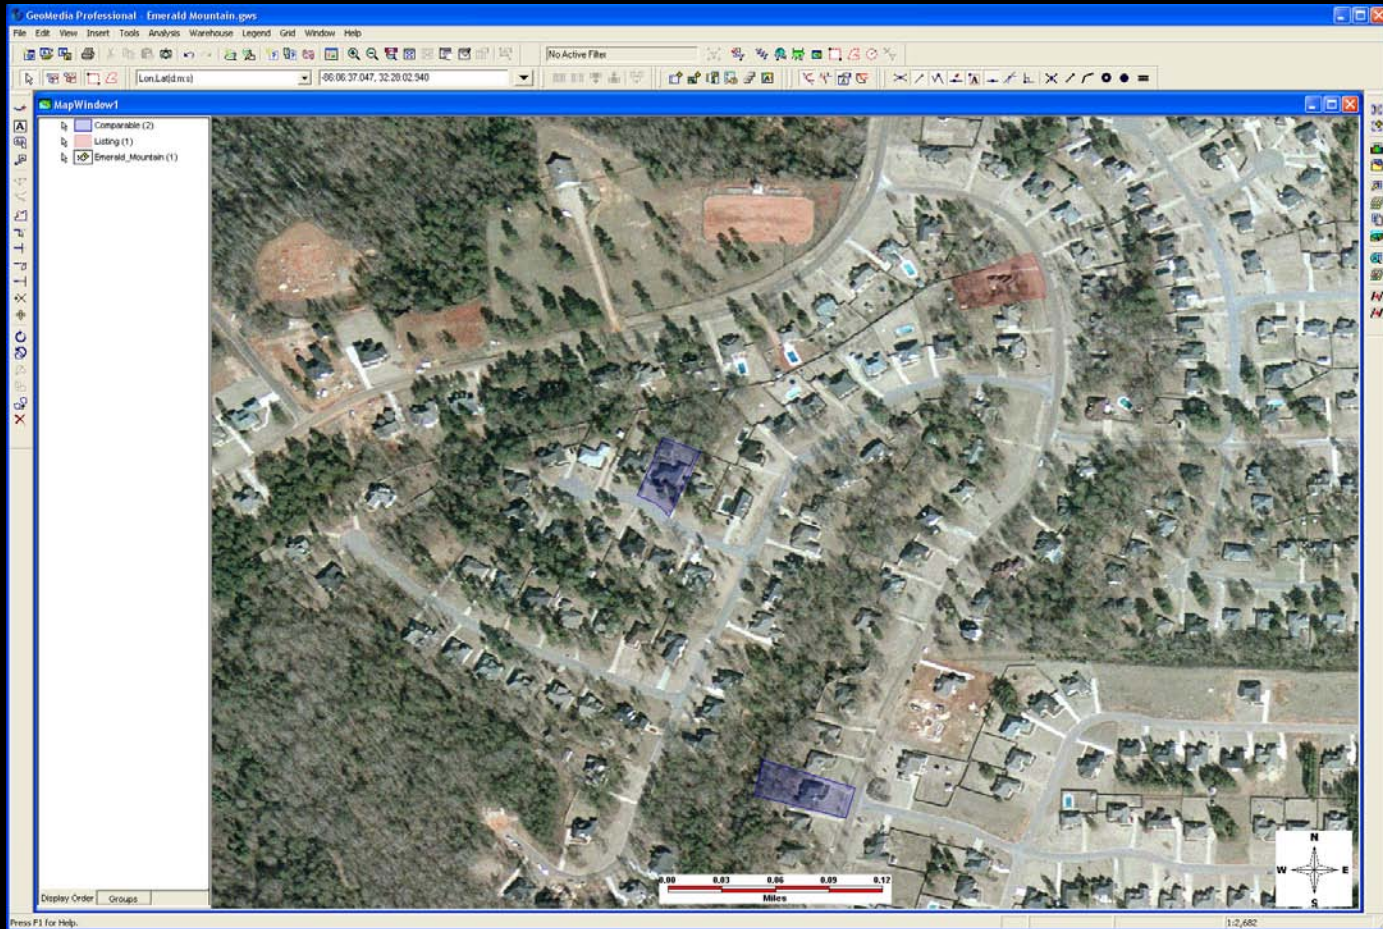 GeoMedia Professional - Emerald Mountain.gws
File Edit View Insert Tools Analysis Warehouse Legend Grid Window Help
No Active Filter
Lon,Lat(d:m:s) -86:06:37.047, 32:28:02.940
MapWindow1
Comparable (2)
Listing (1)
Emerald_Mountain (1)
N
W E
S
0.00 0.03 0.06 0.09 0.12
Miles
Display Order Groups
Press F1 for Help. 1:2,682